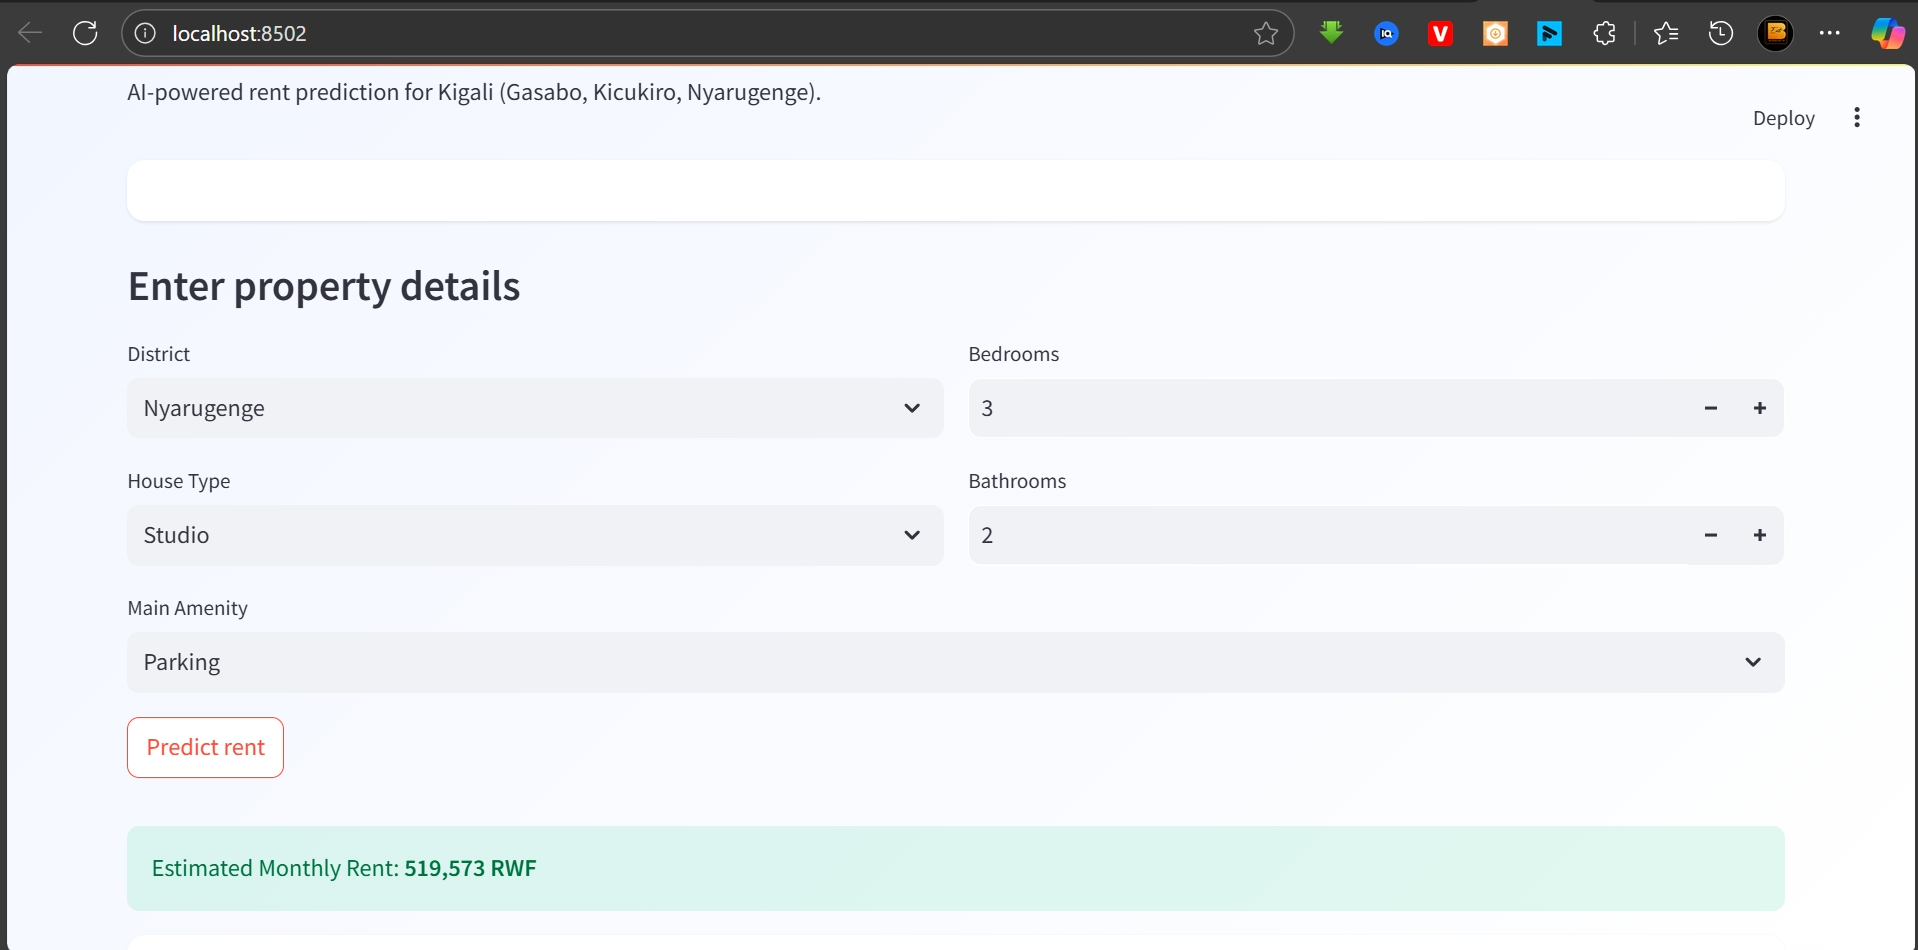 localhost:8502
AI-powered rent prediction for Kigali (Gasabo, Kicukiro, Nyarugenge).
Deploy
Enter property details
District
Nyarugenge
Bedrooms
3
House Type
Studio
Bathrooms
2
Main Amenity
Parking
Predict rent
Estimated Monthly Rent: 519,573 RWF